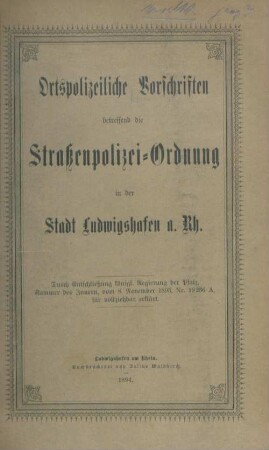 Ortspolizeiliche Vorschriften
betreffend die
Straßenpolizei=Ordnung
in der
Stadt Ludwigshafen a. Rh.
Durch Entschließung Königl. Regierung der Pfalz,
Kammer des Innern, vom 6. November 1893, Nr. A,
für vollziehbar erklärt
Ludwigshafen am Rhein.
Buchdruckerei von Julius Waldkirch
1894.